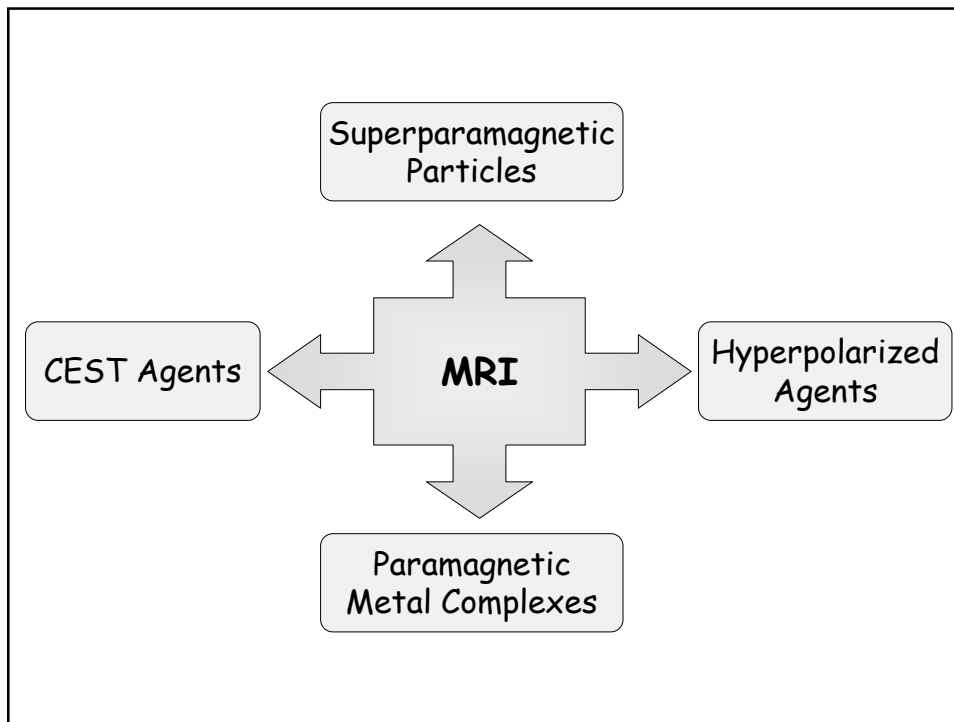 Superparamagnetic
Particles
CEST Agents
MRI
Hyperpolarized
Agents
Paramagnetic
Metal Complexes